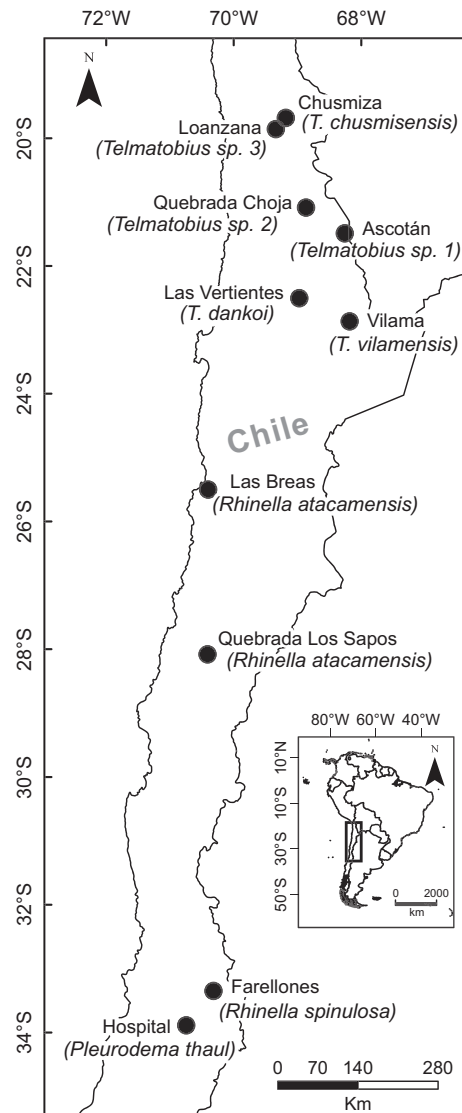 72°W 70°W 68°W
N
Chusmiza
(T. chusmisensis)
Loanzana
(Telmatobius sp. 3)
20°S
Quebrada Choja
(Telmatobius sp. 2)
Ascotán
(Telmatobius sp. 1)
22°S
Las Vertientes
(T. dankoi)
Vilama
(T. vilamensis)
24°S
Chile
Las Breas
(Rhinella atacamensis)
26°S
Quebrada Los Sapos
(Rhinella atacamensis)
28°S
80°W 60°W 40°W
N
10°N
10°S
30°S
50°S
0 2000
km
30°S
32°S
Farellones
(Rhinella spinulosa)
Hospital
(Pleurodema thaul)
34°S
0 70 140 280
Km